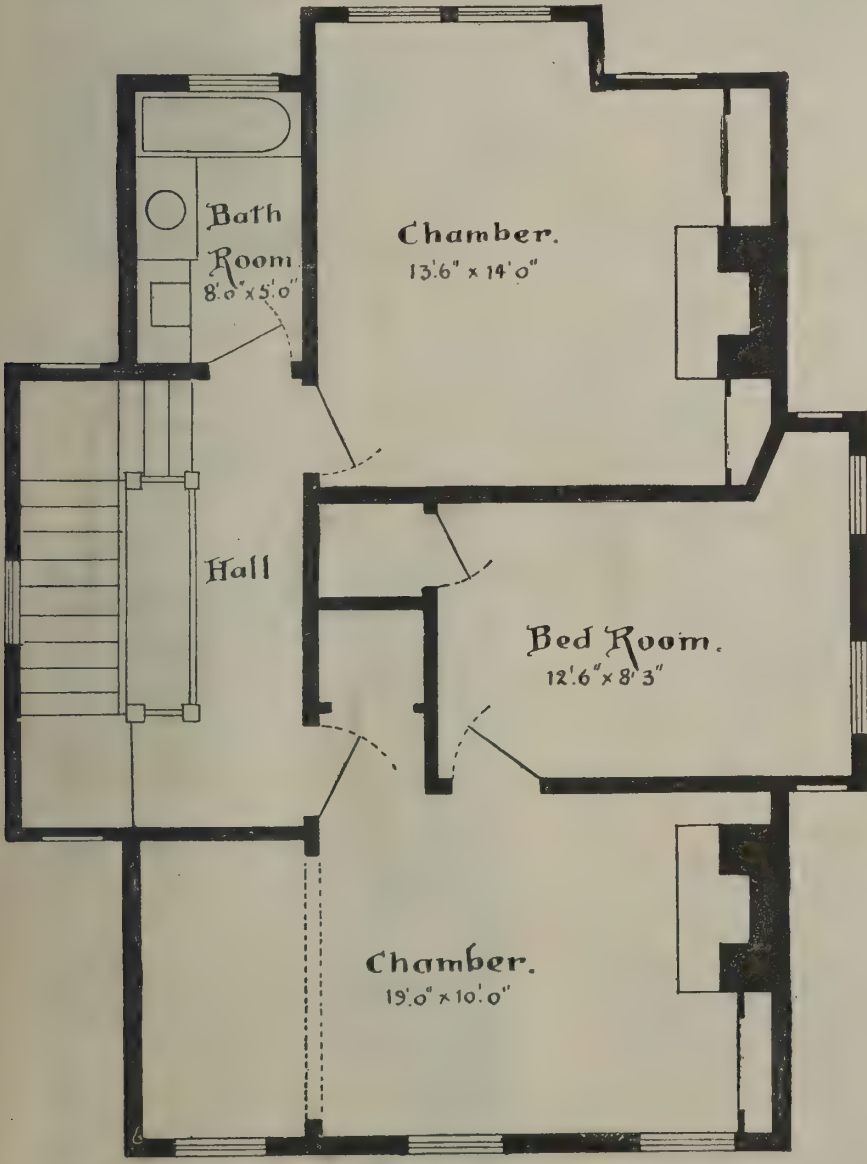 Bath
Room
8'.0" x 5'.0"
Chamber.
13'.6" x 14'.0"
Hall
Bed Room.
12'.6" x 8'3"
Chamber.
19'.0" x 10'.0"